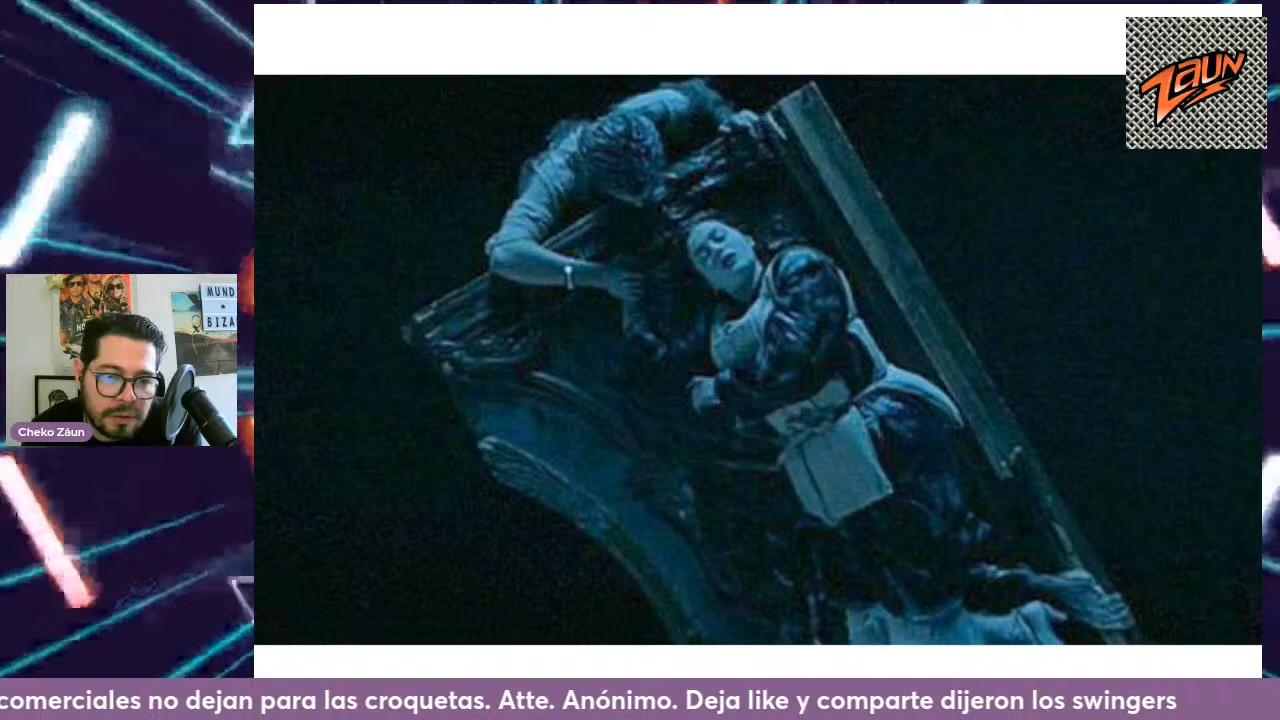 ZAUN
MUND
BIZA
Cheko Záun
comerciales no dejan para las croquetas. Atte. Anónimo. Deja like y comparte dijeron los swingers